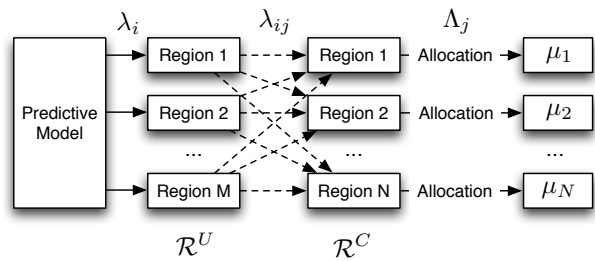 λ_i λ_ij Λ_j
Predictive Model
Region 1 Region 1 Allocation μ_1
Region 2 Region 2 Allocation μ_2
... ... ...
Region M Region N Allocation μ_N
ℛ^U ℛ^C